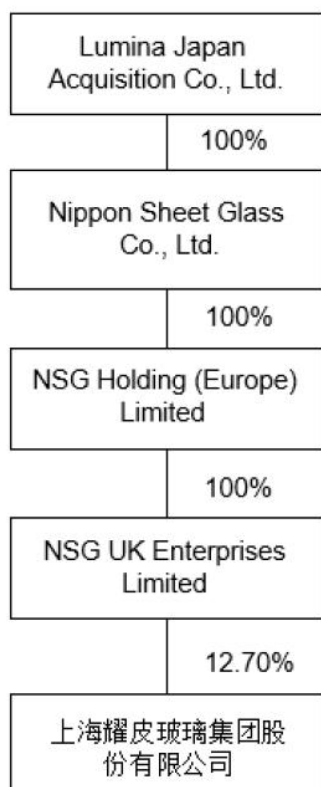 Lumina Japan
Acquisition Co., Ltd.
100%
Nippon Sheet Glass
Co., Ltd.
100%
NSG Holding (Europe)
Limited
100%
NSG UK Enterprises
Limited
12.70%
上海耀皮玻璃集团股
份有限公司